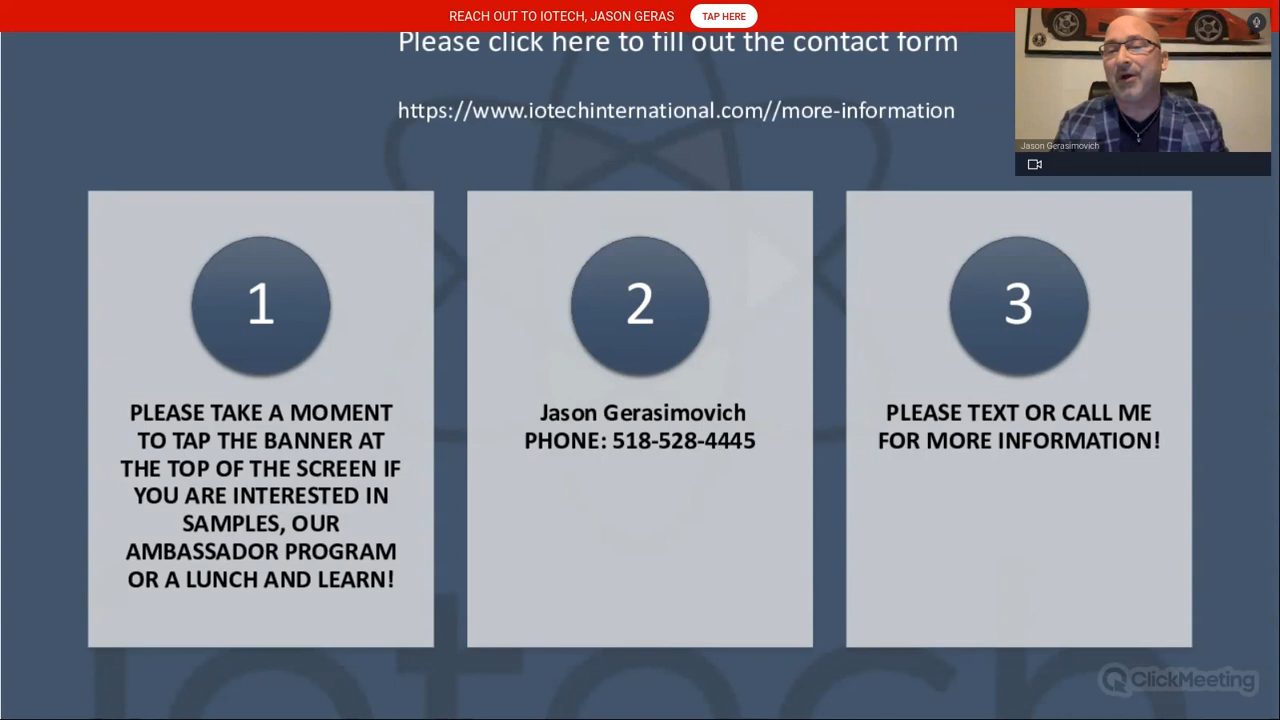 REACH OUT TO IOTECH, JASON GERAS
TAP HERE
Please click here to fill out the contact form
https://www.iotechinternational.com//more-information
Jason Gerasimovich
1
PLEASE TAKE A MOMENT
TO TAP THE BANNER AT
THE TOP OF THE SCREEN IF
YOU ARE INTERESTED IN
SAMPLES, OUR
AMBASSADOR PROGRAM
OR A LUNCH AND LEARN!
2
Jason Gerasimovich
PHONE: 518-528-4445
3
PLEASE TEXT OR CALL ME
FOR MORE INFORMATION!
iotech
ClickMeeting